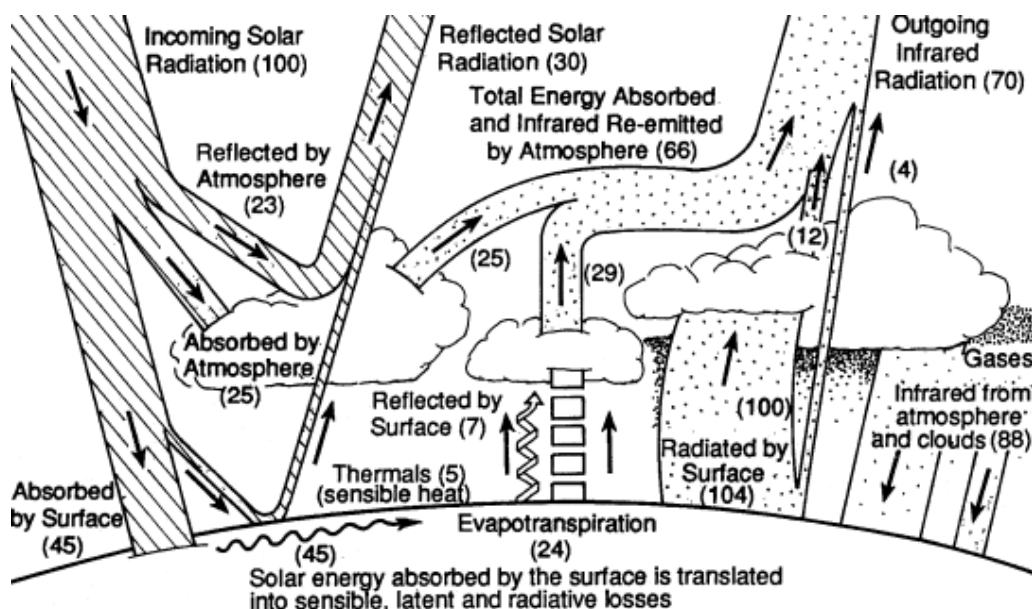 Incoming Solar
Radiation (100)
Reflected Solar
Radiation (30)
Outgoing
Infrared
Radiation (70)
Total Energy Absorbed
and Infrared Re-emitted
by Atmosphere (66)
Reflected by
Atmosphere
(23)
(4)
(25)
(29)
(12)
Absorbed by
Atmosphere
(25)
Gases
Reflected by
Surface (7)
(100)
Infrared from
atmosphere
and clouds (88)
Thermals (5)
(sensible heat)
Radiated by
Surface
(104)
Absorbed
by Surface
(45)
Evapotranspiration
(24)
(45)
Solar energy absorbed by the surface is translated
into sensible, latent and radiative losses